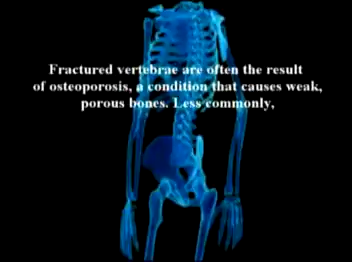 Fractured vertebrae are often the result
of osteoporosis, a condition that causes weak,
porous bones. Less commonly,